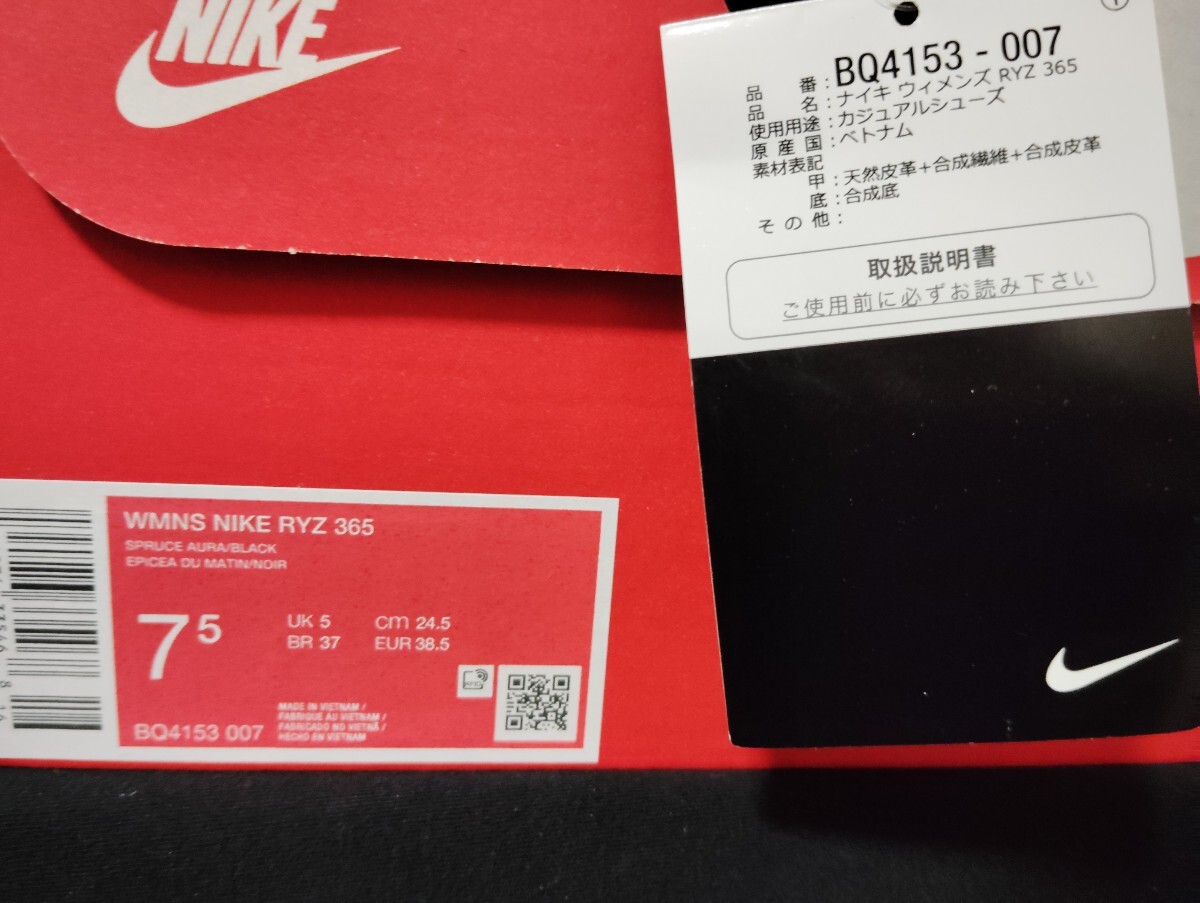 NIKE
BQ4153 - 007
品番:
品名:ナイキ ウィメンズ RYZ 365
使用用途:カジュアルシューズ
原産国:ベトナム
素材表記
甲:天然皮革+合成繊維+合成皮革
底:合成底
その他:
取扱説明書
ご使用前に必ずお読み下さい
WMNS NIKE RYZ 365
SPRUCE AURA/BLACK
EPICEA DU MATIN/NOIR
7 5
UK 5 cm 24.5
BR 37 EUR 38.5
BQ4153 007
MADE IN VIETNAM /
FABRIQUE AU VIETNAM /
FABRICADO NO VIETNÃ /
HECHO EN VIETNAM